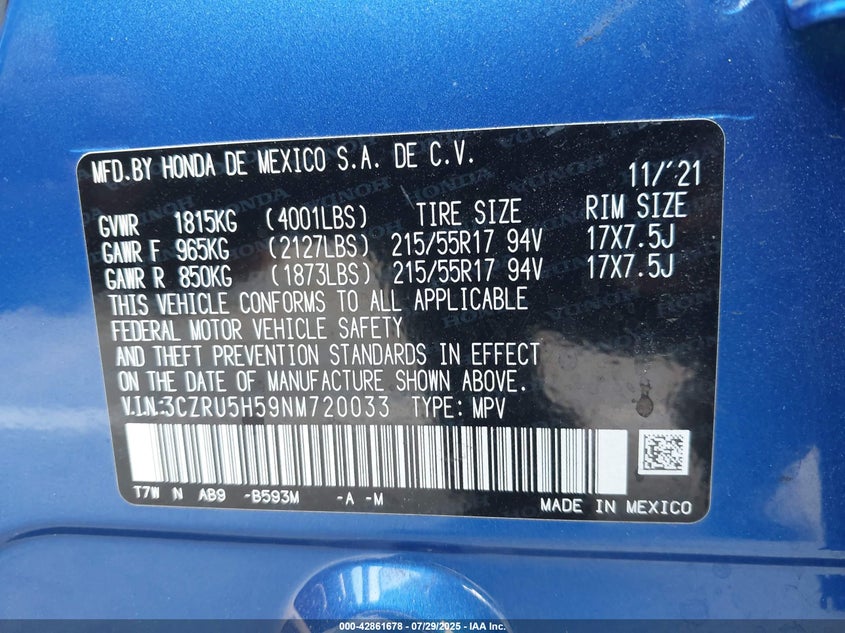 MFD.BY HONDA DE MEXICO S.A. DE C.V. 11/'21
GVWR 1815KG (4001LBS) TIRE SIZE RIM SIZE
GAWR F 965KG (2127LBS) 215/55R17 94V 17X7.5J
GAWR R 850KG (1873LBS) 215/55R17 94V 17X7.5J
THIS VEHICLE CONFORMS TO ALL APPLICABLE
FEDERAL MOTOR VEHICLE SAFETY
AND THEFT PREVENTION STANDARDS IN EFFECT
ON THE DATE OF MANUFACTURE SHOWN ABOVE.
V.I.N.:3CZRU5H59NM720033 TYPE: MPV
T7W N AB9 -B593M -A -M
MADE IN MEXICO
000-42861678 - 07/29/2025 - IAA Inc.